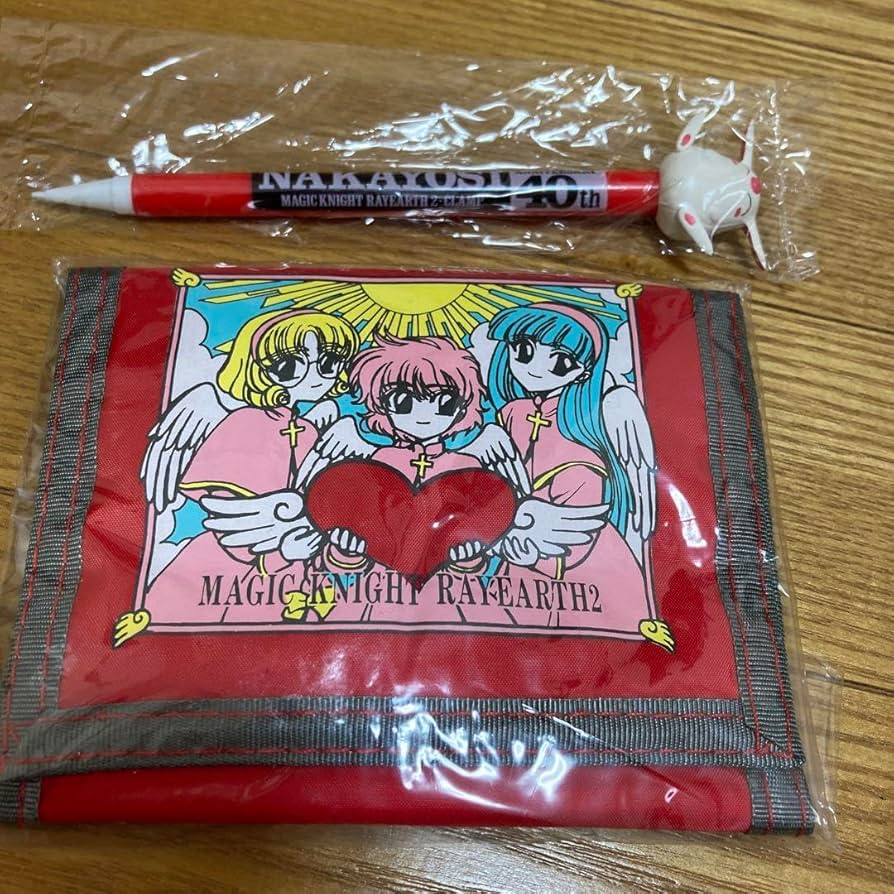 NAKAYOSI 40th
MAGIC KNIGHT RAYEARTH 2・CLAMP
MAGIC KNIGHT RAYEARTH2